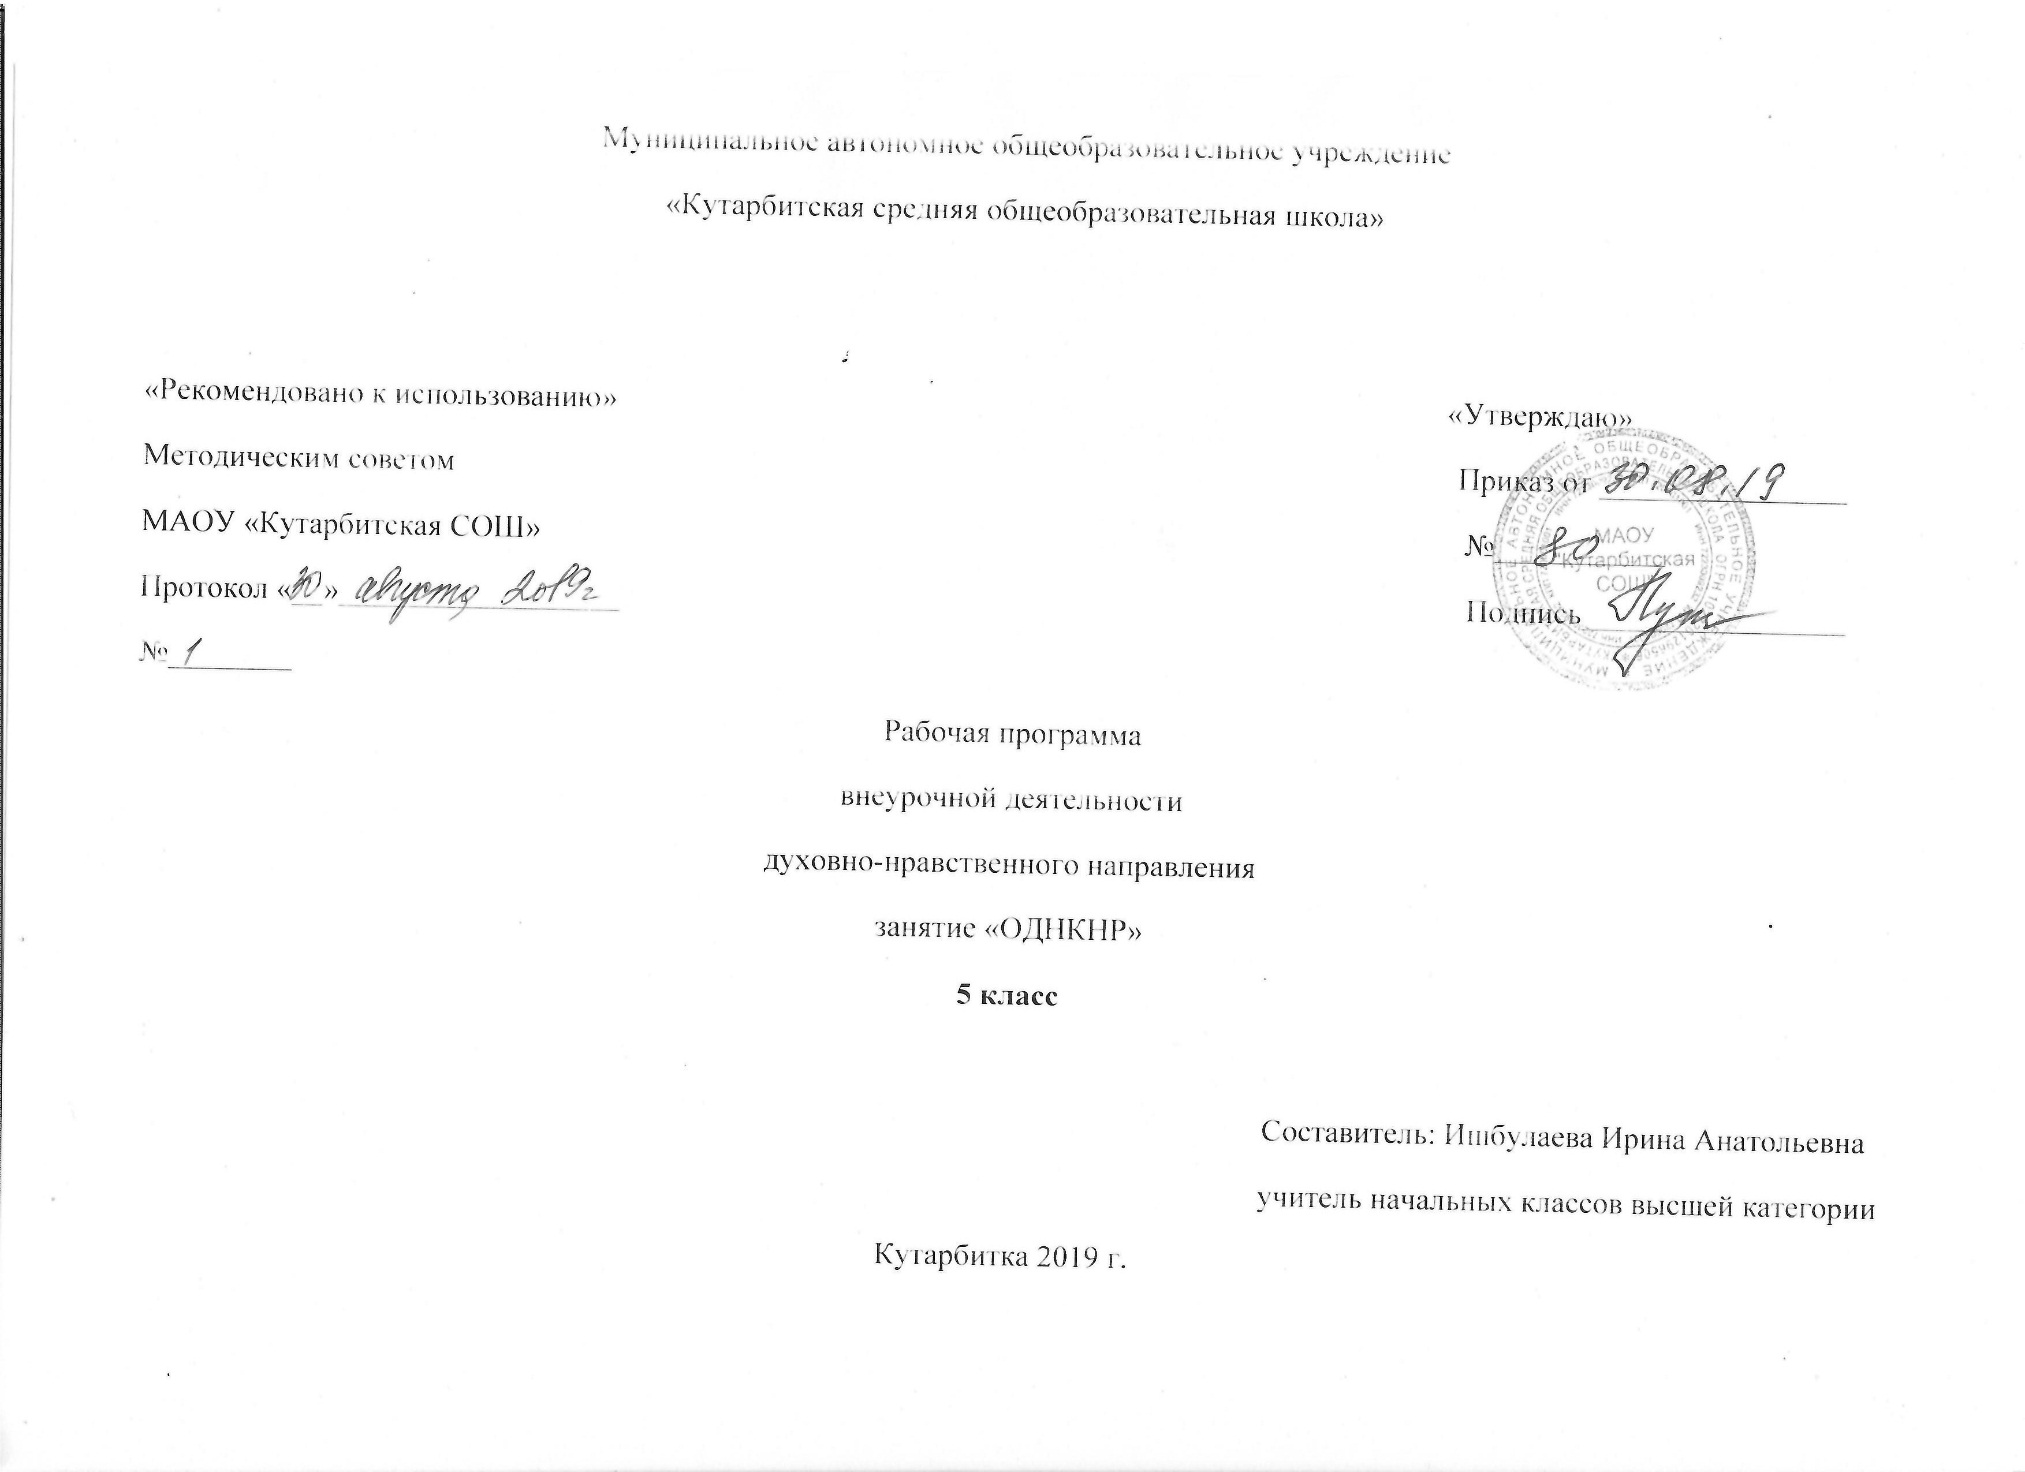 Муниципальное автономное общеобразовательное учреждение
«Кутарбитская средняя общеобразовательная школа»
«Рекомендовано к использованию»
Методическим советом
МАОУ «Кутарбитская СОШ»
Протокол «30» августа 2019г
№ 1
«Утверждаю»
Приказ от 30.08.19
№ 80
Подпись
МАОУ
"Кутарбитская
СОШ"
Рабочая программа
внеурочной деятельности
духовно-нравственного направления
занятие «ОДНКНР»
5 класс
Составитель: Ишбулаева Ирина Анатольевна
учитель начальных классов высшей категории
Кутарбитка 2019 г.